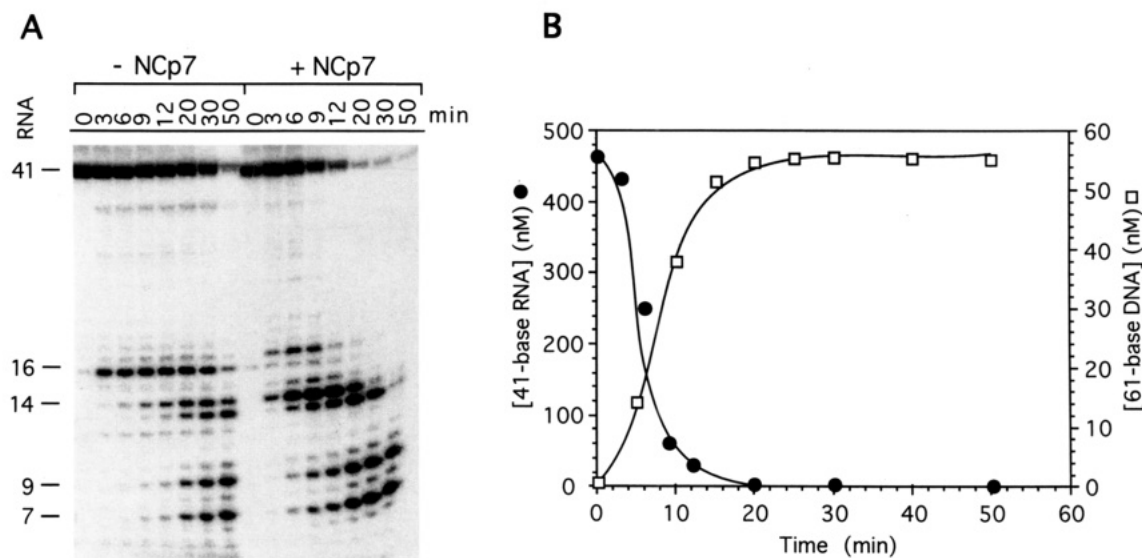 A
- NCp7 + NCp7
RNA 0 3 6 9 12 20 30 50 0 3 6 9 12 20 30 50 min
41
16
14
9
7
B
[41-base RNA] (nM) ●
500
400
300
200
100
0
0 10 20 30 40 50 60
Time (min)
60
50
40
30
20
10
0
[61-base DNA] (nM) □